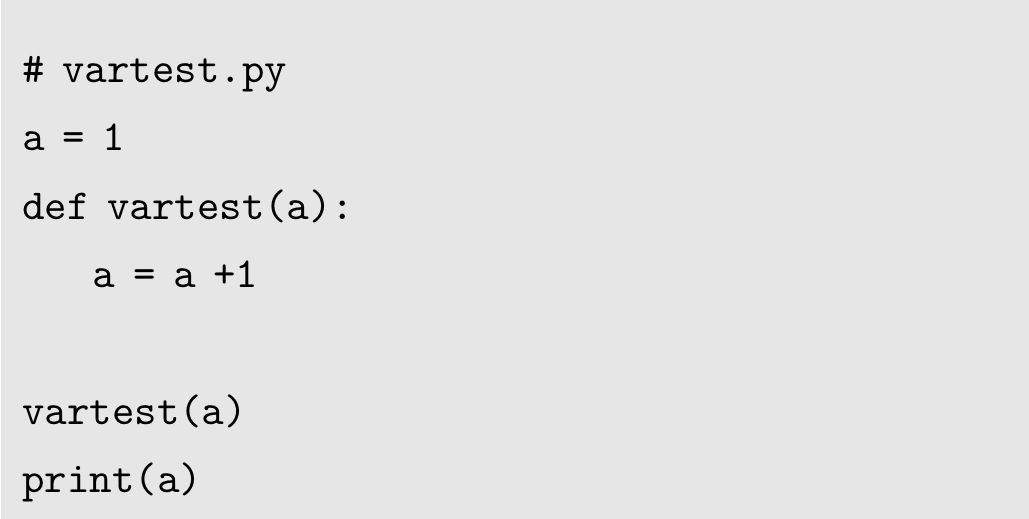 # vartest.py
a = 1
def vartest(a):
    a = a +1
vartest(a)
print(a)